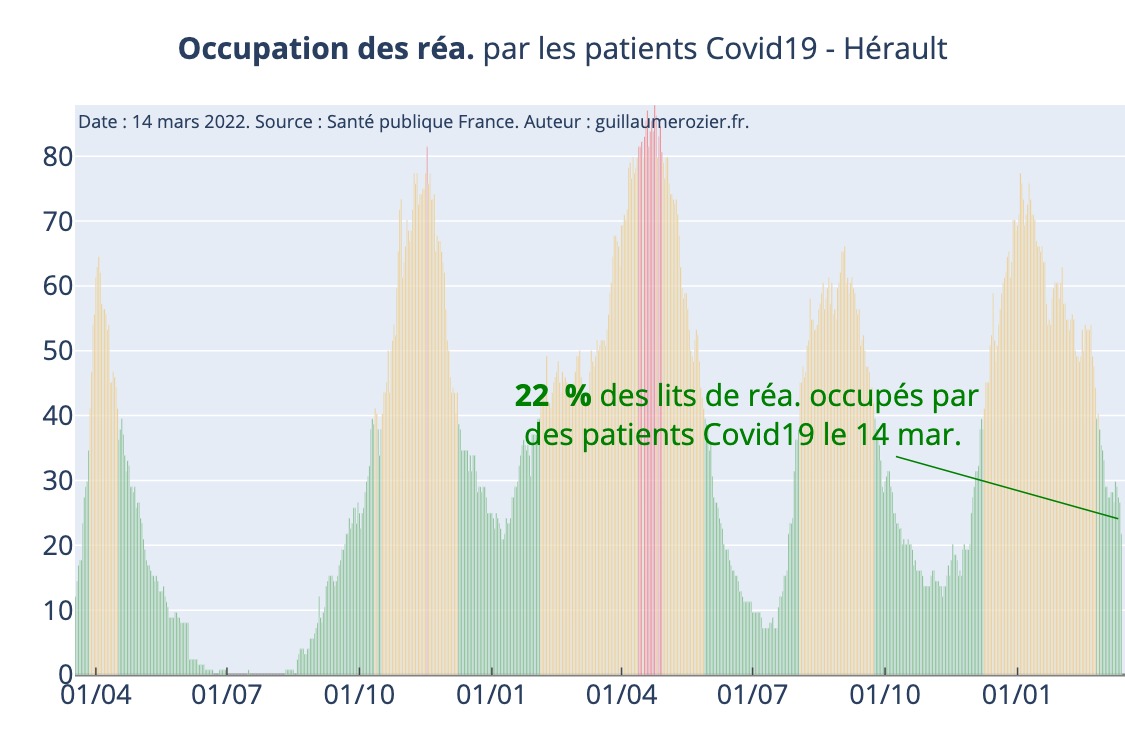 Occupation des réa. par les patients Covid19 - Hérault
Date : 14 mars 2022. Source : Santé publique France. Auteur : guillaumerozier.fr.
80
70
60
50
22  % des lits de réa. occupés par
40
des patients Covid19 le 14 mar.
30
20
10
0
01/04 01/07 01/10 01/01 01/04 01/07 01/10 01/01